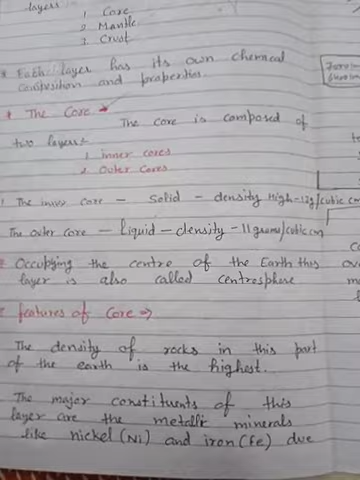 layers
1 Core
2 Mantle
3 Crust
* Each layer has its own chemical
composition and properties.
* The Core →
The core is composed of
two layers:-
1 inner cores
2 Outer Cores
The inner core - Solid - density High - 12g/cubic cm
The outer core - liquid - density - 11 grams/cubic cm
* Occupying the centre of the Earth this
layer is also called centrosphere
* features of Core ⇒
The density of rocks in this part
of the earth is the highest.
The major constituents of this
layer are the metallic minerals
like nickel (Ni) and iron (fe) due